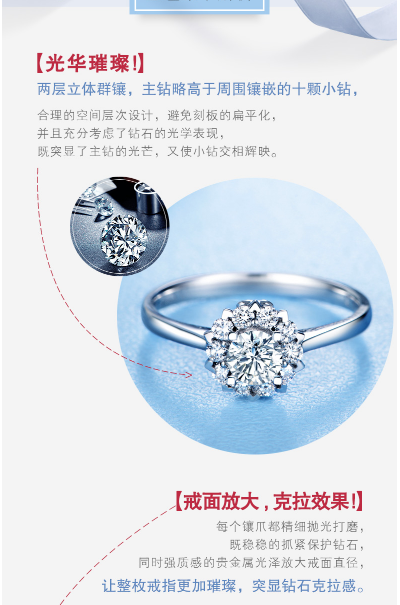 【光华璀璨!】
两层立体群镶，主钻略高于周围镶嵌的十颗小钻，
合理的空间层次设计，避免刻板的扁平化，
并且充分考虑了钻石的光学表现，
既突显了主钻的光芒，又使小钻交相辉映。
【戒面放大，克拉效果!】
每个镶爪都精细抛光打磨，
既稳稳的抓紧保护钻石，
同时强质感的贵金属光泽放大戒面直径，
让整枚戒指更加璀璨，突显钻石克拉感。